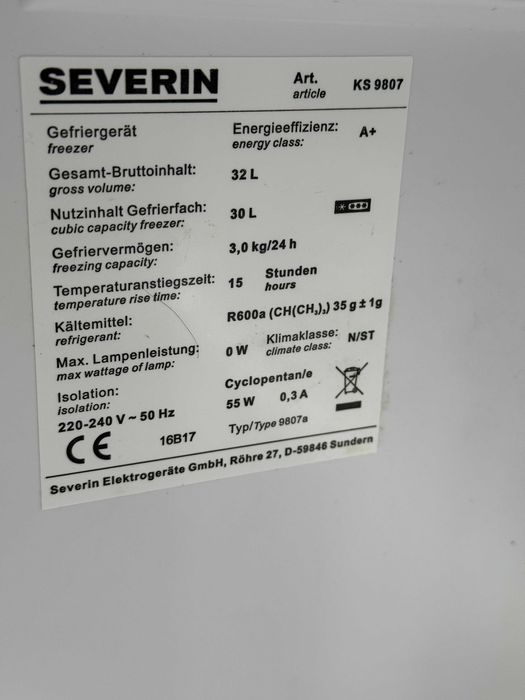 SEVERIN Art. KS 9807
article
Gefriergerät Energieeffizienz: A+
freezer energy class:
Gesamt-Bruttoinhalt: 32 L
gross volume:
Nutzinhalt Gefrierfach: 30 L
cubic capacity freezer:
Gefriervermögen: 3,0 kg/24 h
freezing capacity:
Temperaturanstiegszeit: 15 Stunden
temperature rise time: hours
Kältemittel: R600a (CH(CH₃)₃) 35 g ± 1g
refrigerant:
Max. Lampenleistung: 0 W Klimaklasse: N/ST
max wattage of lamp: climate class:
Isolation: Cyclopentan/e
isolation:
220-240 V ~ 50 Hz 55 W 0,3 A
CE 16B17 Typ/Type 9807a
Severin Elektrogeräte GmbH, Röhre 27, D-59846 Sundern